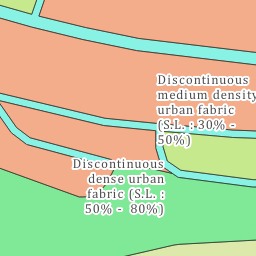 Discontinuous
medium density
urban fabric
(S.L. : 30% -
50%)
Discontinuous
dense urban
fabric (S.L. :
50% -  80%)